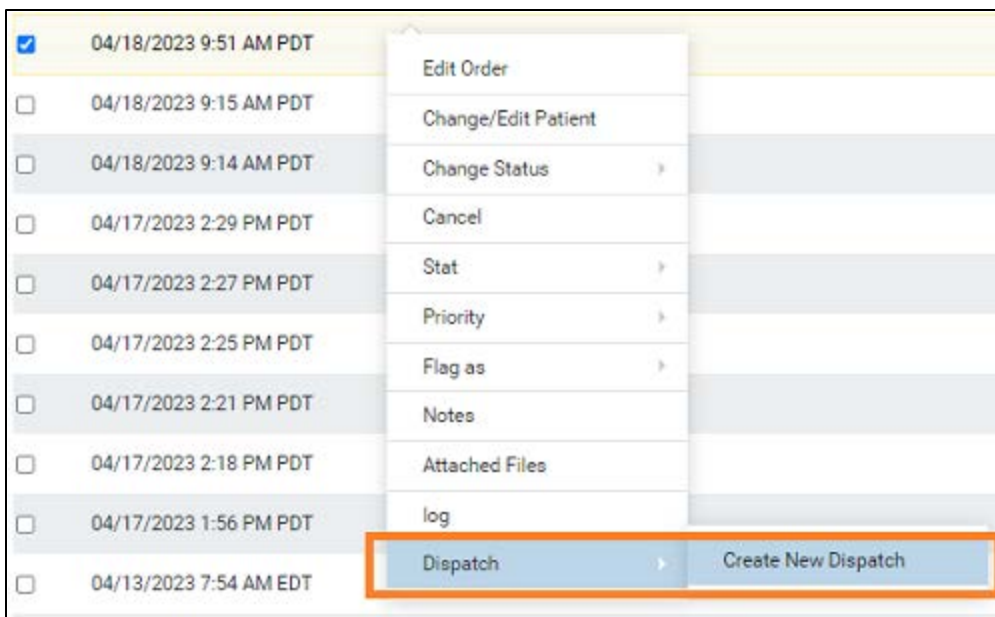 04/18/2023 9:51 AM PDT
Edit Order
04/18/2023 9:15 AM PDT
Change/Edit Patient
04/18/2023 9:14 AM PDT
Change Status
04/17/2023 2:29 PM PDT
Cancel
04/17/2023 2:27 PM PDT
Stat
Priority
04/17/2023 2:25 PM PDT
Flag as
04/17/2023 2:21 PM PDT
Notes
04/17/2023 2:18 PM PDT
Attached Files
04/17/2023 1:56 PM PDT
log
Dispatch
Create New Dispatch
04/13/2023 7:54 AM EDT